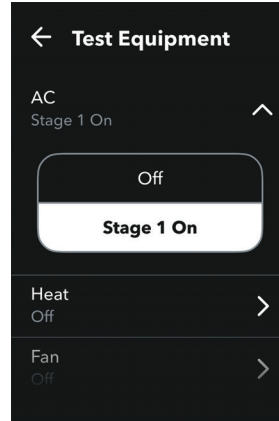 Test Equipment
AC
Stage 1 On
Off
Stage 1 On
Heat
Off
Fan
Off